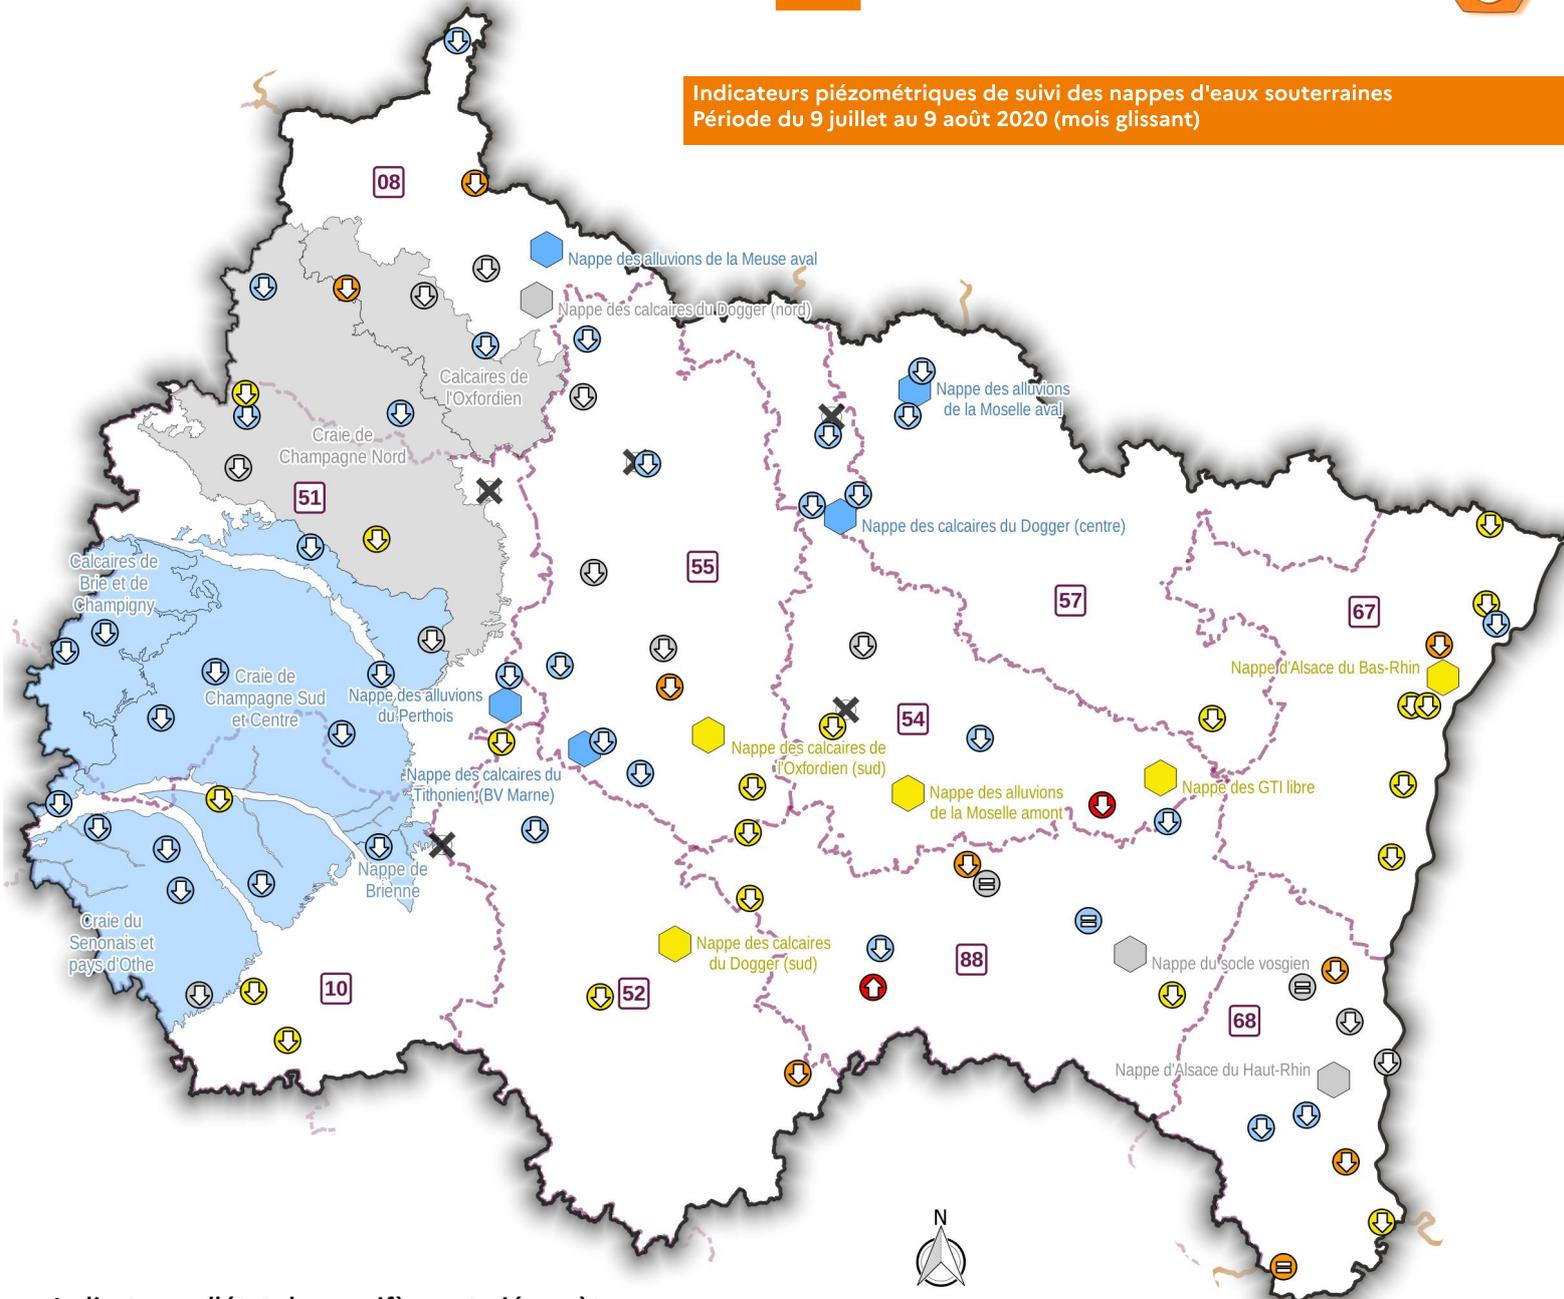 Indicateurs piézométriques de suivi des nappes d'eaux souterraines
Période du 9 juillet au 9 août 2020 (mois glissant)
08
Nappe des alluvions de la Meuse aval
Nappe des calcaires du Dogger (nord)
Calcaires de
l'Oxfordien
Nappe des alluvions
de la Moselle aval
Craie de
Champagne Nord
51
Nappe des calcaires du Dogger (centre)
Calcaires de
Brie et de
Champigny
55
57
67
Nappe d'Alsace du Bas-Rhin
Craie de
Champagne Sud
et Centre
Nappe des alluvions
du Perthois
54
Nappe des calcaires de
l'Oxfordien (sud)
Nappe des calcaires du
Tithonien (BV Marne)
Nappe des alluvions
de la Moselle amont
Nappe des GTI libre
Nappe de
Brienne
Craie du
Senonais et
pays d'Othe
Nappe des calcaires
du Dogger (sud)
88
Nappe du socle vosgien
10
52
68
Nappe d'Alsace du Haut-Rhin
N